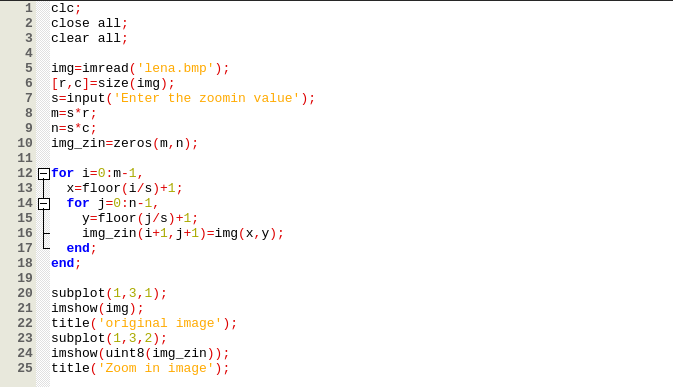 1 clc;
2 close all;
3 clear all;
4
5 img=imread('lena.bmp');
6 [r,c]=size(img);
7 s=input('Enter the zoomin value');
8 m=s*r;
9 n=s*c;
10 img_zin=zeros(m,n);
11
12 for i=0:m-1,
13   x=floor(i/s)+1;
14   for j=0:n-1,
15     y=floor(j/s)+1;
16     img_zin(i+1,j+1)=img(x,y);
17   end;
18 end;
19
20 subplot(1,3,1);
21 imshow(img);
22 title('original image');
23 subplot(1,3,2);
24 imshow(uint8(img_zin));
25 title('Zoom in image');